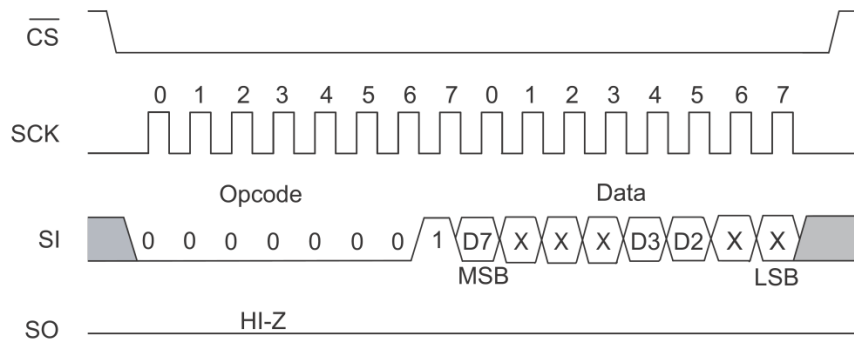 CS
0 1 2 3 4 5 6 7 0 1 2 3 4 5 6 7
SCK
Opcode Data
SI 0 0 0 0 0 0 0 1 D7 X X X D3 D2 X X
MSB LSB
HI-Z
SO